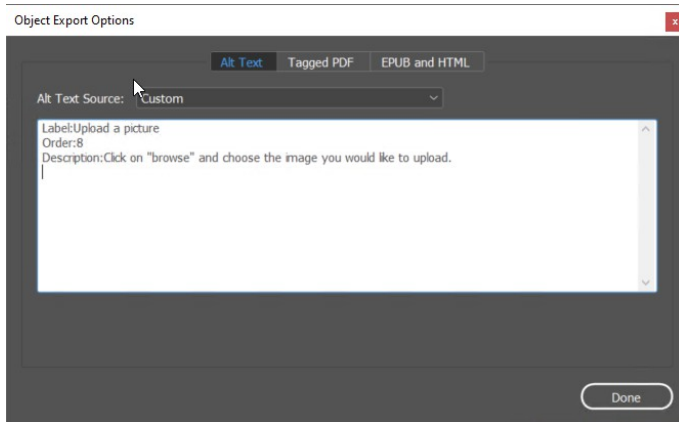 Object Export Options
x
Alt Text Tagged PDF EPUB and HTML
Alt Text Source: Custom
Label:Upload a picture
Order:8
Description:Click on "browse" and choose the image you would like to upload.
Done